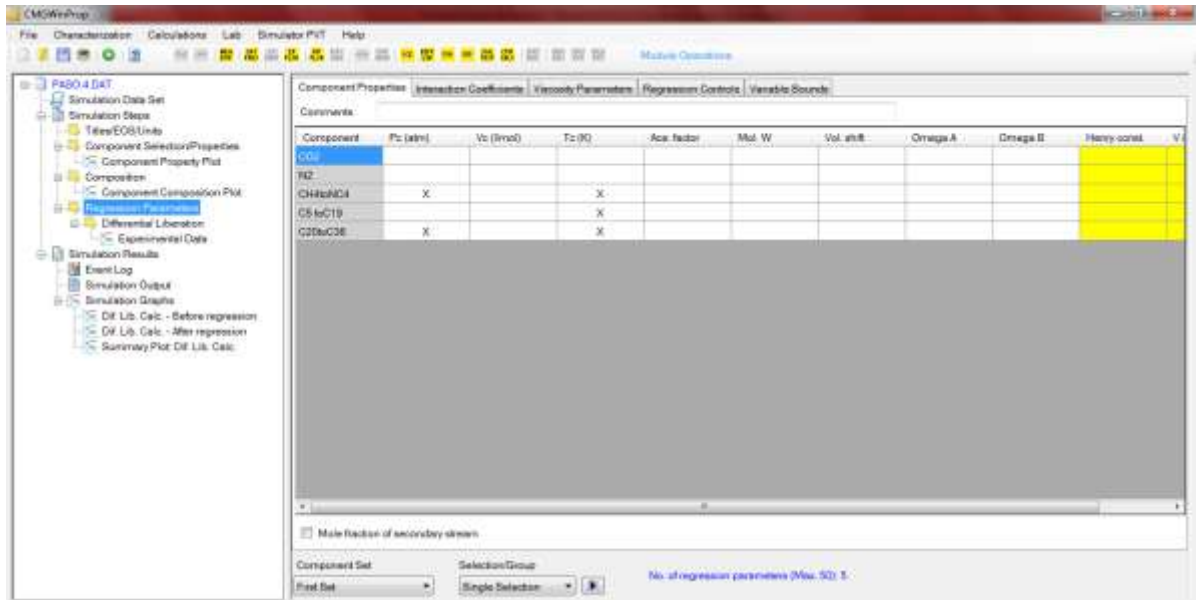 CMGWinProp
File Characterization Calculations Lab Simulator PVT Help
Module Operations
PASO 4.DAT
Simulation Data Set
Simulation Steps
Titles/EOS/Units
Component Selection/Properties
Component Property Plot
Composition
Component Composition Plot
Regression Parameters
Differential Liberation
Experimental Data
Simulation Results
Event Log
Simulation Output
Simulation Graphs
Dif. Lib. Calc. - Before regression
Dif. Lib. Calc. - After regression
Summary Plot: Dif. Lib. Calc.
Component Properties Interaction Coefficients Viscosity Parameters Regression Controls Variable Bounds
Comments
Component Pc (atm) Vc (l/mol) Tc (K) Ace. factor Mol. W Vol. shift Omega A Omega B Henry const. V
CO2
N2
CH4toNC4 X X
C5 toC19 X
C20toC36 X X
Mole fraction of secondary stream
Component Set Selection/Group
First Set Single Selection
No. of regression parameters (Max. 50): 5